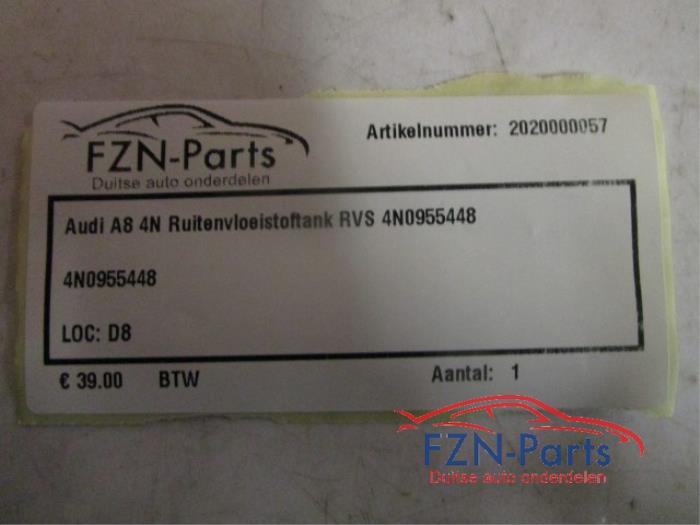 FZN-Parts
Duitse auto onderdelen
Artikelnummer: 2020000057
Audi A8 4N Ruitenvloeistoftank RVS 4N0955448
4N0955448
LOC: D8
€ 39.00 BTW
Aantal: 1
FZN-Parts
Duitse auto onderdelen